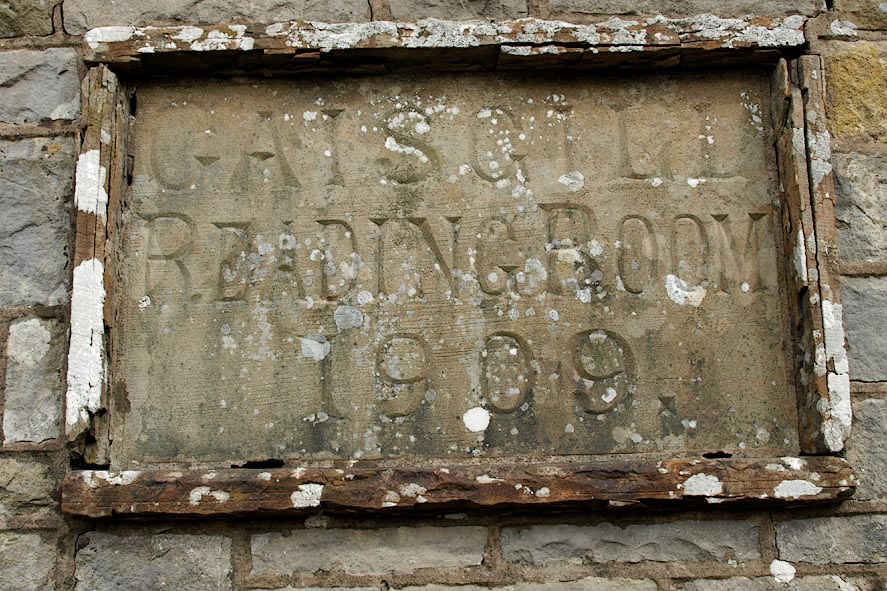 GAISGILL
READING ROOM
1909.